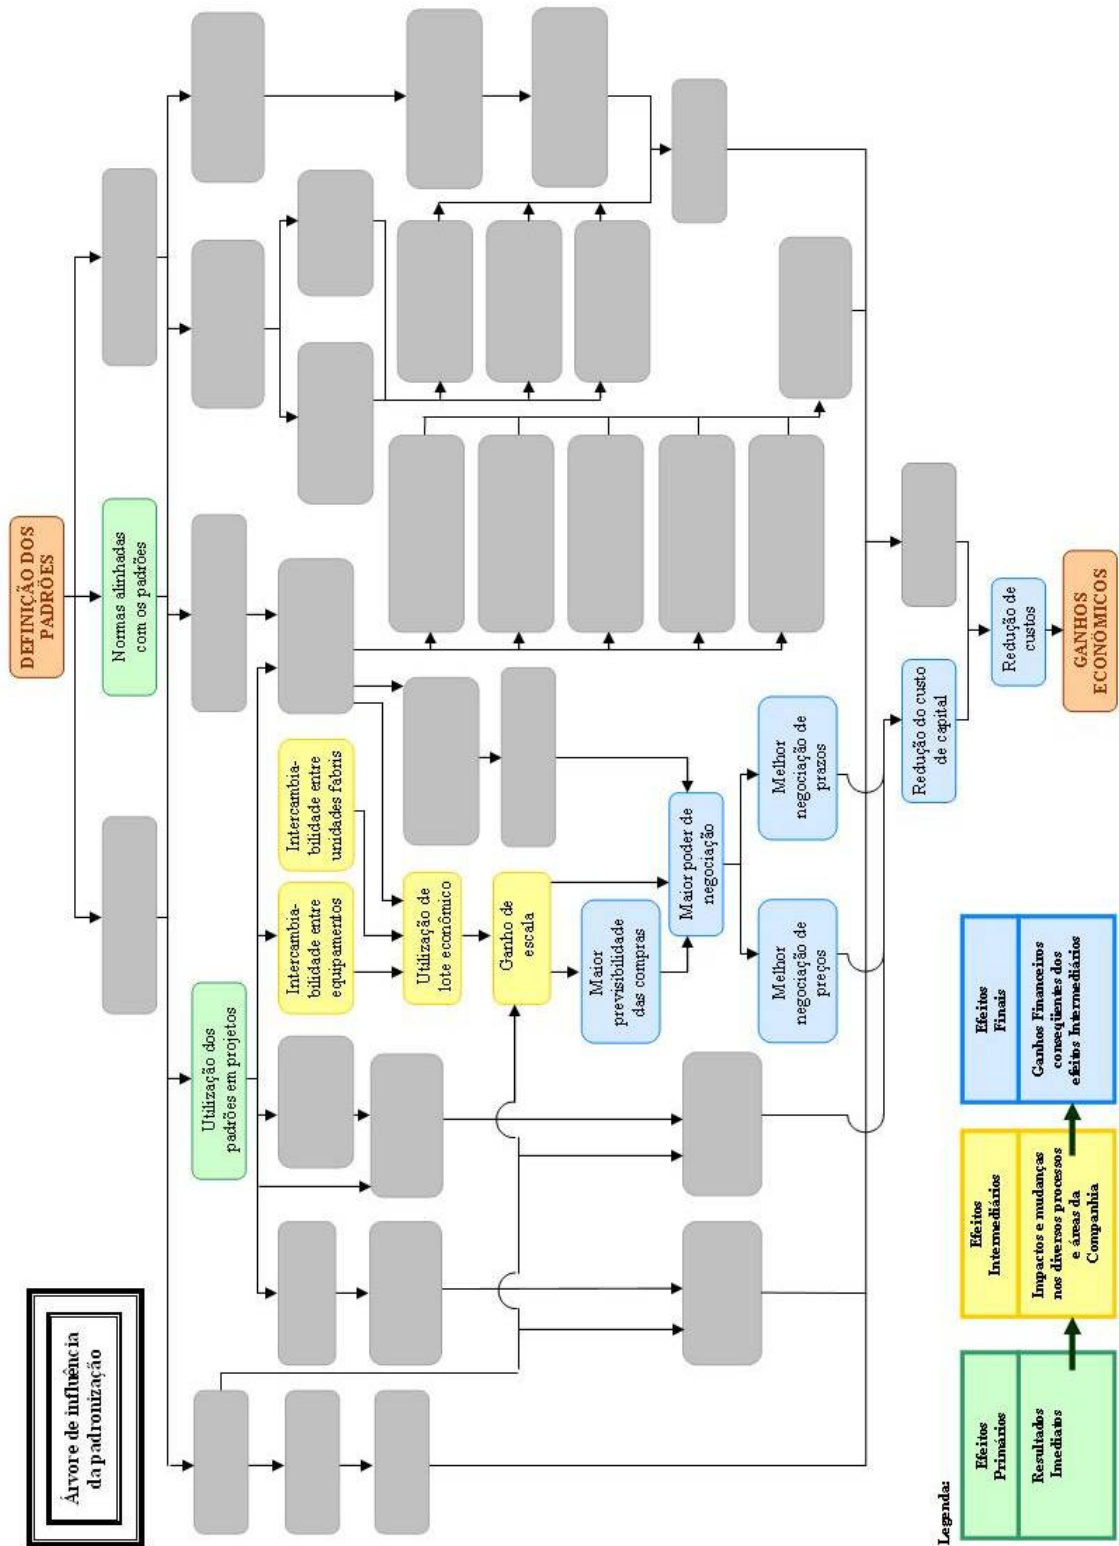 Árvore de influência
da padronização
DEFINIÇÃO DOS
PADRÕES
Normas alinhadas
com os padrões
Utilização dos
padrões em projetos
Intercambia-
bilidade entre
equipamentos
Intercambia-
bilidade entre
unidades fabris
Utilização de
lote econômico
Ganho de
escala
Maior
previsibilidade
das compras
Maior poder de
negociação
Melhor
negociação de
preços
Melhor
negociação de
prazos
Redução do custo
de capital
Redução de
custos
GANHOS
ECONÔMICOS
Legenda:
Efeitos
Primários
Resultados
Imediatos
Efeitos
Intermediários
Impactos e mudanças
nos diversos processos
e áreas da
Companhia
Efeitos
Finais
Ganhos Financeiros
conseqüentes dos
efeitos Intermediários